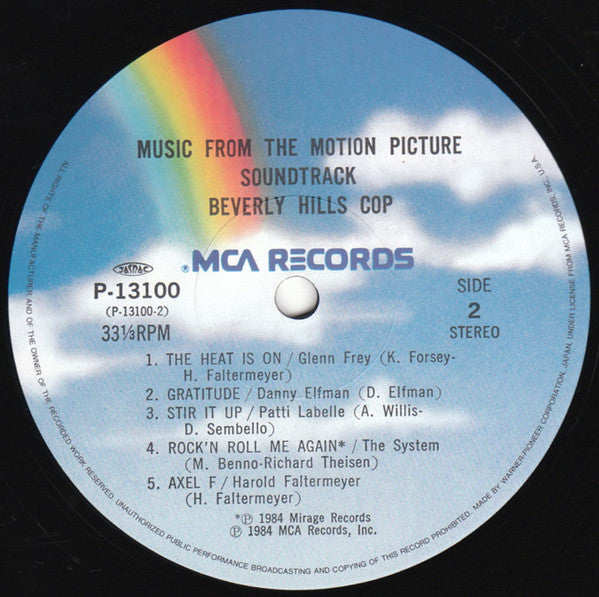 MUSIC FROM THE MOTION PICTURE
SOUNDTRACK
BEVERLY HILLS COP
JASRAC
® MCA RECORDS
P-13100
(P-13100-2)
33⅓RPM
SIDE
2
STEREO
1. THE HEAT IS ON / Glenn Frey (K. Forsey-
H. Faltermeyer)
2. GRATITUDE / Danny Elfman (D. Elfman)
3. STIR IT UP / Patti Labelle (A. Willis-
D. Sembello)
4. ROCK'N ROLL ME AGAIN* / The System
(M. Benno-Richard Theisen)
5. AXEL F / Harold Faltermeyer
(H. Faltermeyer)
*℗ 1984 Mirage Records
℗ 1984 MCA Records, Inc.
ALL RIGHTS OF THE MANUFACTURER AND OF THE OWNER OF THE RECORDED WORK RESERVED. UNAUTHORIZED PUBLIC PERFORMANCE BROADCASTING AND COPYING OF THIS RECORD PROHIBITED. MADE BY WARNER-PIONEER CORPORATION, JAPAN, UNDER LICENSE FROM MCA RECORDS, INC., U.S.A.